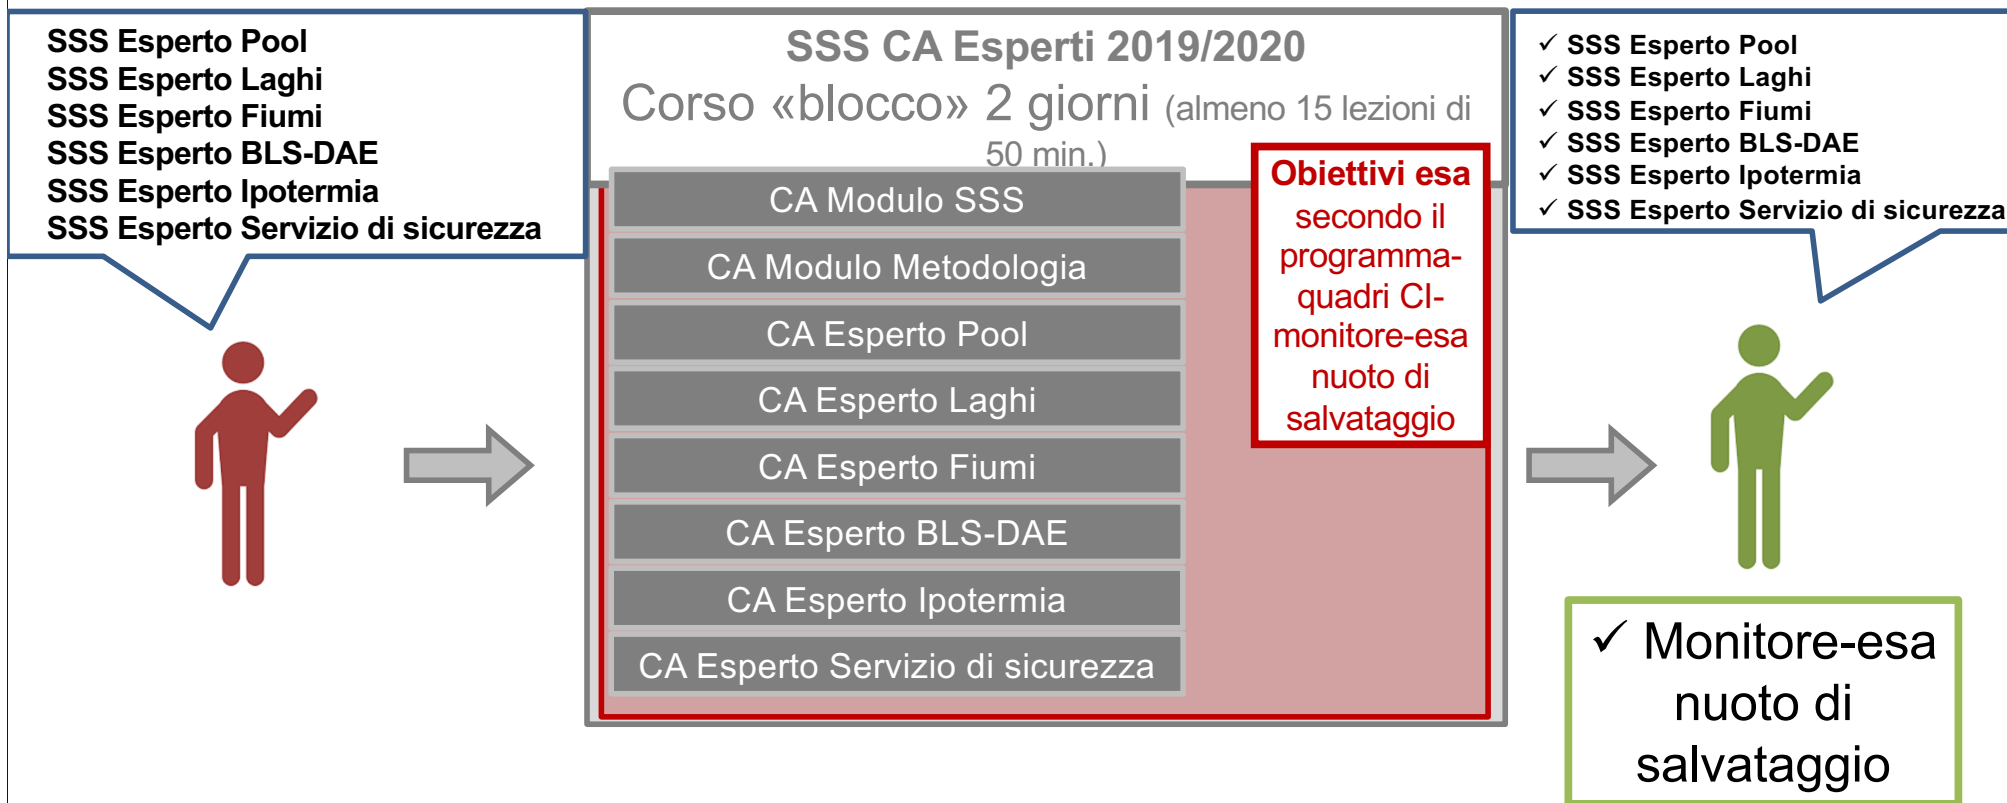 SSS Esperto Pool
SSS Esperto Laghi
SSS Esperto Fiumi
SSS Esperto BLS-DAE
SSS Esperto Ipotermia
SSS Esperto Servizio di sicurezza
SSS CA Esperti 2019/2020
Corso «blocco» 2 giorni (almeno 15 lezioni di
50 min.)
CA Modulo SSS
CA Modulo Metodologia
CA Esperto Pool
CA Esperto Laghi
CA Esperto Fiumi
CA Esperto BLS-DAE
CA Esperto Ipotermia
CA Esperto Servizio di sicurezza
Obiettivi esa
secondo il
programma-
quadri CI-
monitore-esa
nuoto di
salvataggio
✓ SSS Esperto Pool
✓ SSS Esperto Laghi
✓ SSS Esperto Fiumi
✓ SSS Esperto BLS-DAE
✓ SSS Esperto Ipotermia
✓ SSS Esperto Servizio di sicurezza
✓ Monitore-esa
nuoto di
salvataggio